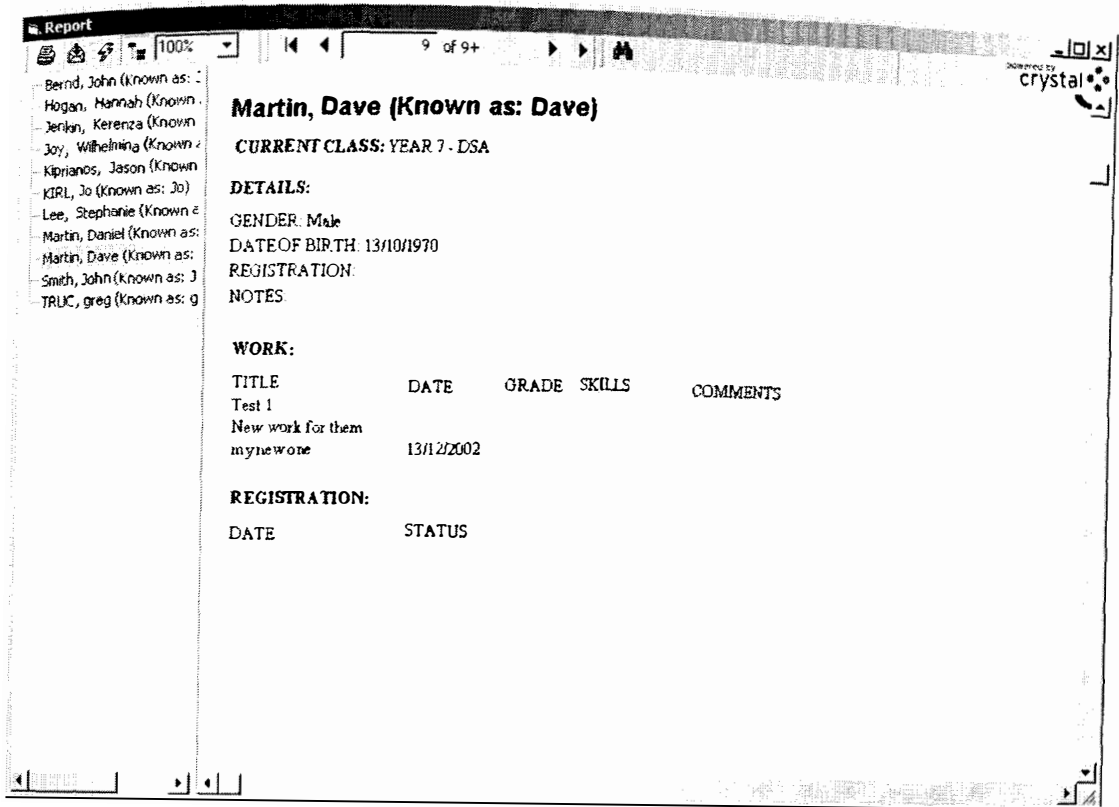 Report
100%
9 of 9+
powered by
crystal
Bernd, John (Known as: J
Hogan, Hannah (Known
Jenkin, Kerenza (Known
Joy, Wilhelmina (Known a
Kiprianos, Jason (Known
KIRL, Jo (Known as: Jo)
Lee, Stephanie (Known a
Martin, Daniel (Known as:
Martin, Dave (Known as:
Smith, John (Known as: J
TRUC, greg (Known as: g
Martin, Dave (Known as: Dave)
CURRENT CLASS: YEAR 7 - DSA
DETAILS:
GENDER: Male
DATE OF BIRTH: 13/10/1970
REGISTRATION:
NOTES:
WORK:
TITLE DATE GRADE SKILLS COMMENTS
Test 1
New work for them
mynewone 13/12/2002
REGISTRATION:
DATE STATUS